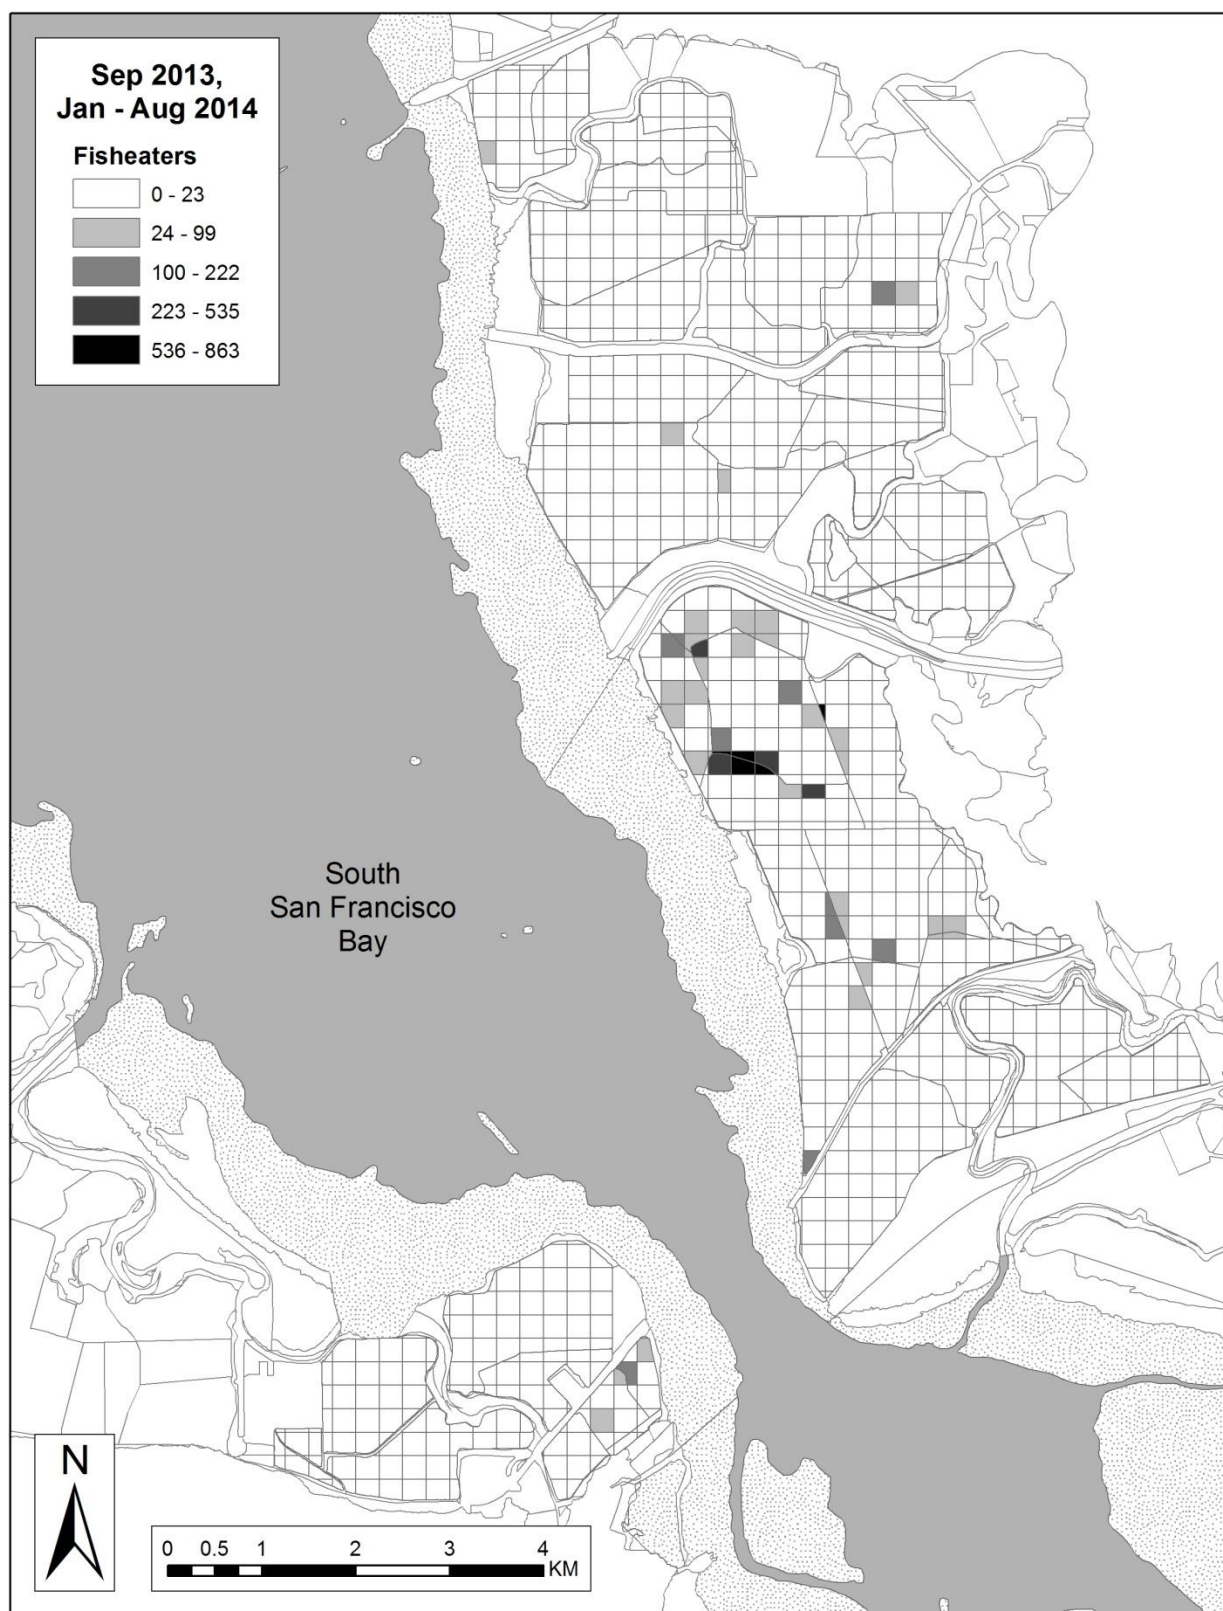 Sep 2013,
Jan - Aug 2014
Fisheaters
0 - 23
24 - 99
100 - 222
223 - 535
536 - 863
South
San Francisco
Bay
N
0 0.5 1 2 3 4
KM